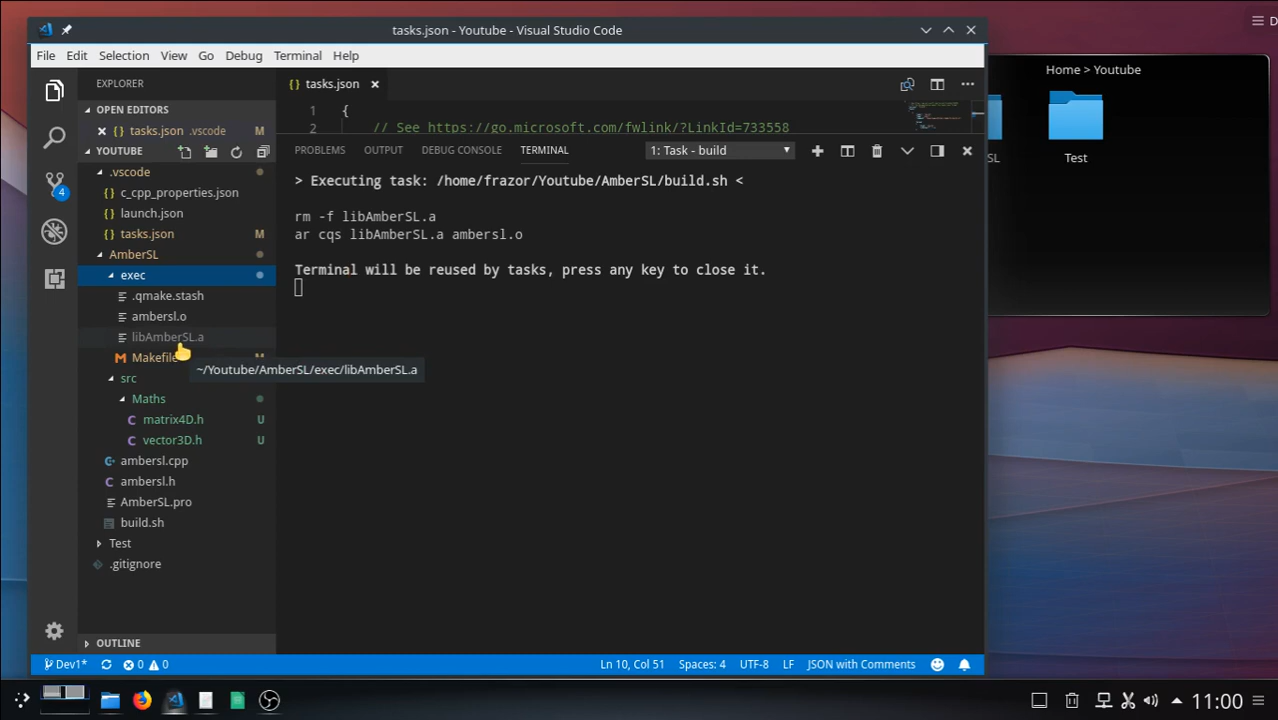 tasks.json - Youtube - Visual Studio Code
File Edit Selection View Go Debug Terminal Help
EXPLORER
OPEN EDITORS
tasks.json .vscode M
YOUTUBE
.vscode
c_cpp_properties.json
launch.json
tasks.json M
AmberSL
exec
.qmake.stash
ambersl.o
libAmberSL.a
Makefile M
~/Youtube/AmberSL/exec/libAmberSL.a
src
Maths
matrix4D.h U
vector3D.h U
ambersl.cpp
ambersl.h
AmberSL.pro
build.sh
Test
.gitignore
OUTLINE
4
{} tasks.json
1 {
2 // See https://go.microsoft.com/fwlink/?LinkId=733558
PROBLEMS OUTPUT DEBUG CONSOLE TERMINAL 1: Task - build
> Executing task: /home/frazor/Youtube/AmberSL/build.sh <
rm -f libAmberSL.a
ar cqs libAmberSL.a ambersl.o
Terminal will be reused by tasks, press any key to close it.
Dev1* 0 0 Ln 10, Col 51 Spaces: 4 UTF-8 LF JSON with Comments
D
Home > Youtube
SL
Test
11:00